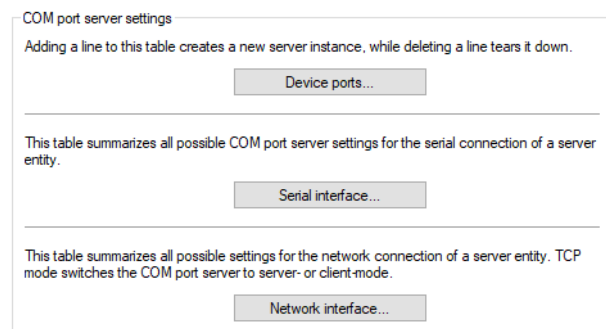 COM port server settings
Adding a line to this table creates a new server instance, while deleting a line tears it down.
Device ports...
This table summarizes all possible COM port server settings for the serial connection of a server
entity.
Serial interface...
This table summarizes all possible settings for the network connection of a server entity. TCP
mode switches the COM port server to server- or client-mode.
Network interface...